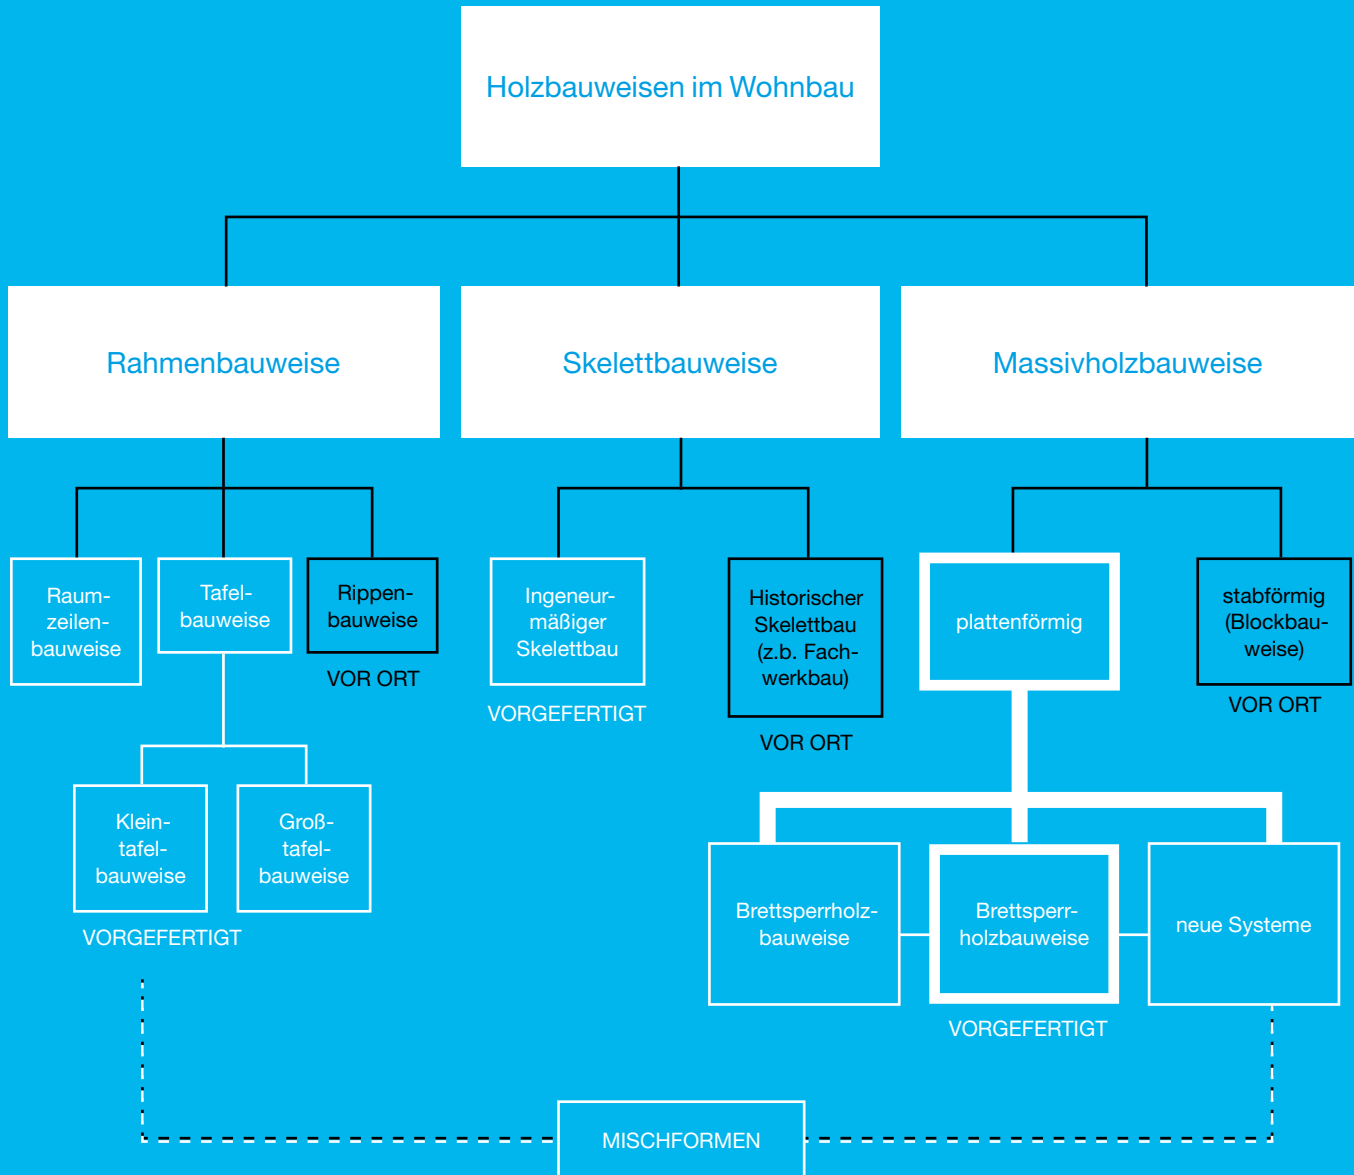 Holzbauweisen im Wohnbau
Rahmenbauweise
Skelettbauweise
Massivholzbauweise
Raum-
zeilen-
bauweise
Tafel-
bauweise
Rippen-
bauweise
VOR ORT
Ingeneur-
mäßiger
Skelettbau
VORGEFERTIGT
Historischer
Skelettbau
(z.b. Fach-
werkbau)
VOR ORT
plattenförmig
stabförmig
(Blockbau-
weise)
VOR ORT
Klein-
tafel-
bauweise
Groß-
tafel-
bauweise
VORGEFERTIGT
Brettsperrholz-
bauweise
Brettsperr-
holzbauweise
neue Systeme
VORGEFERTIGT
MISCHFORMEN